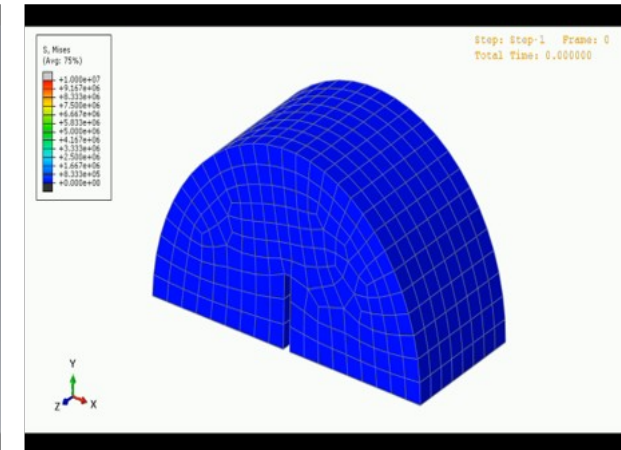 S, Mises
(Avg: 75%)
+1.000e+07
+9.167e+06
+8.333e+06
+7.500e+06
+6.667e+06
+5.833e+06
+5.000e+06
+4.167e+06
+3.333e+06
+2.500e+06
+1.667e+06
+8.333e+05
+0.000e+00
Step: Step-1 Frame: 0
Total Time: 0.000000
Y
Z X